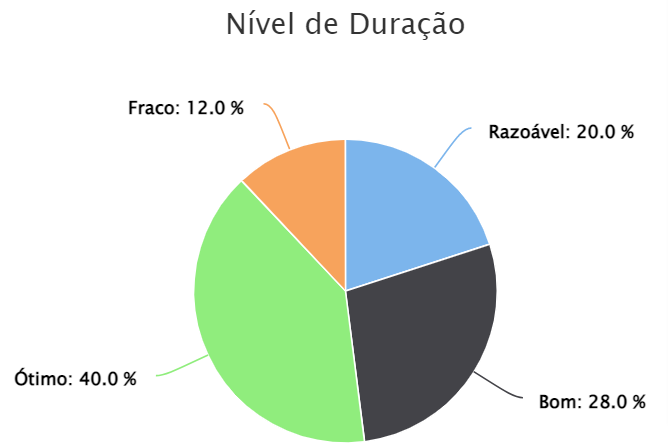 Nível de Duração
Fraco: 12.0 %
Razoável: 20.0 %
Ótimo: 40.0 %
Bom: 28.0 %